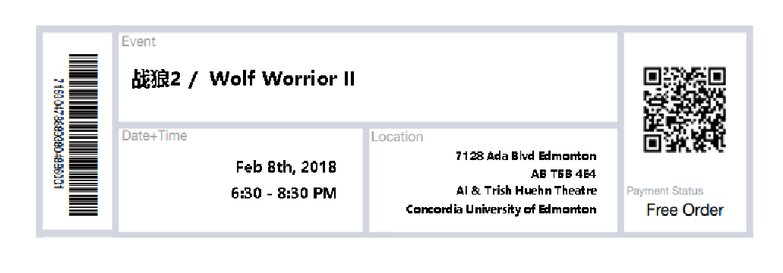 Event
战狼2 / Wolf Worrior II
Date+Time
Feb 8th, 2018
6:30 - 8:30 PM
Location
7128 Ada Blvd Edmonton
AB T5B 4E4
Al & Trish Huehn Theatre
Concordia University of Edmonton
Payment Status
Free Order